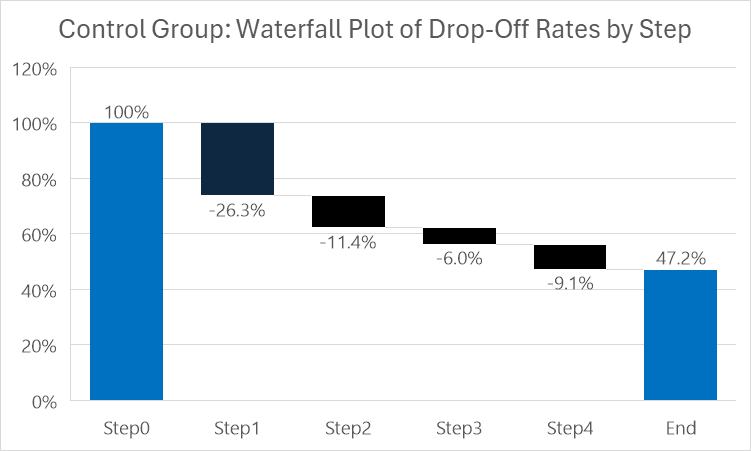 Control Group: Waterfall Plot of Drop-Off Rates by Step
120%
100%
80%
60%
40%
20%
0%
100%
-26.3%
-11.4%
-6.0%
-9.1%
47.2%
Step0
Step1
Step2
Step3
Step4
End